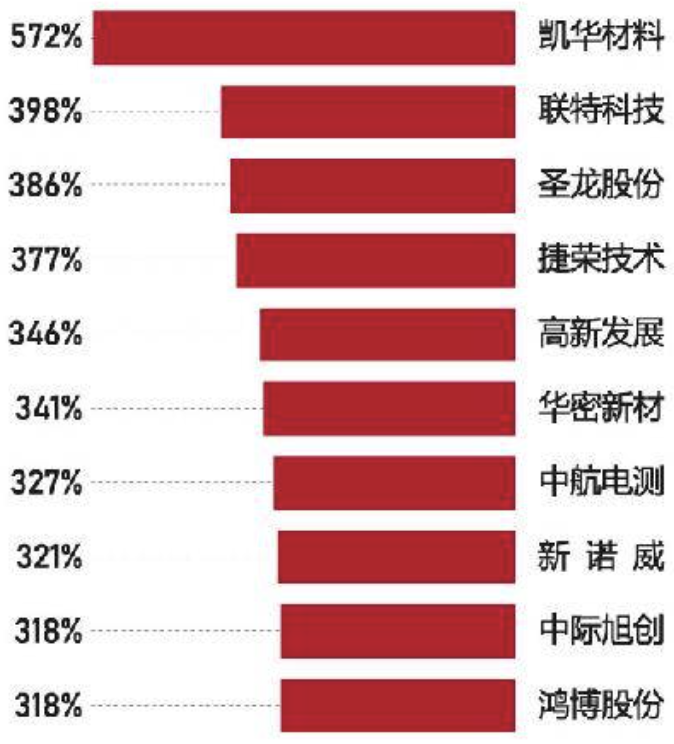 572% 凯华材料
398% 联特科技
386% 圣龙股份
377% 捷荣技术
346% 高新发展
341% 华密新材
327% 中航电测
321% 新诺威
318% 中际旭创
318% 鸿博股份